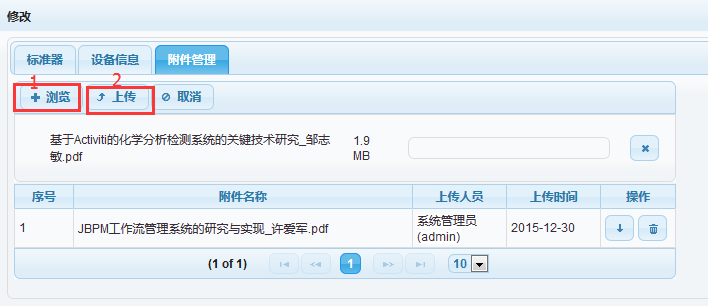 修改
标准器 设备信息 附件管理
1 2
浏览 上传 取消
基于Activiti的化学分析检测系统的关键技术研究_邹志
敏.pdf
1.9
MB
序号 附件名称 上传人员 上传时间 操作
1 JBPM工作流管理系统的研究与实现_许爱军.pdf 系统管理员
(admin) 2015-12-30
(1 of 1) 1 10